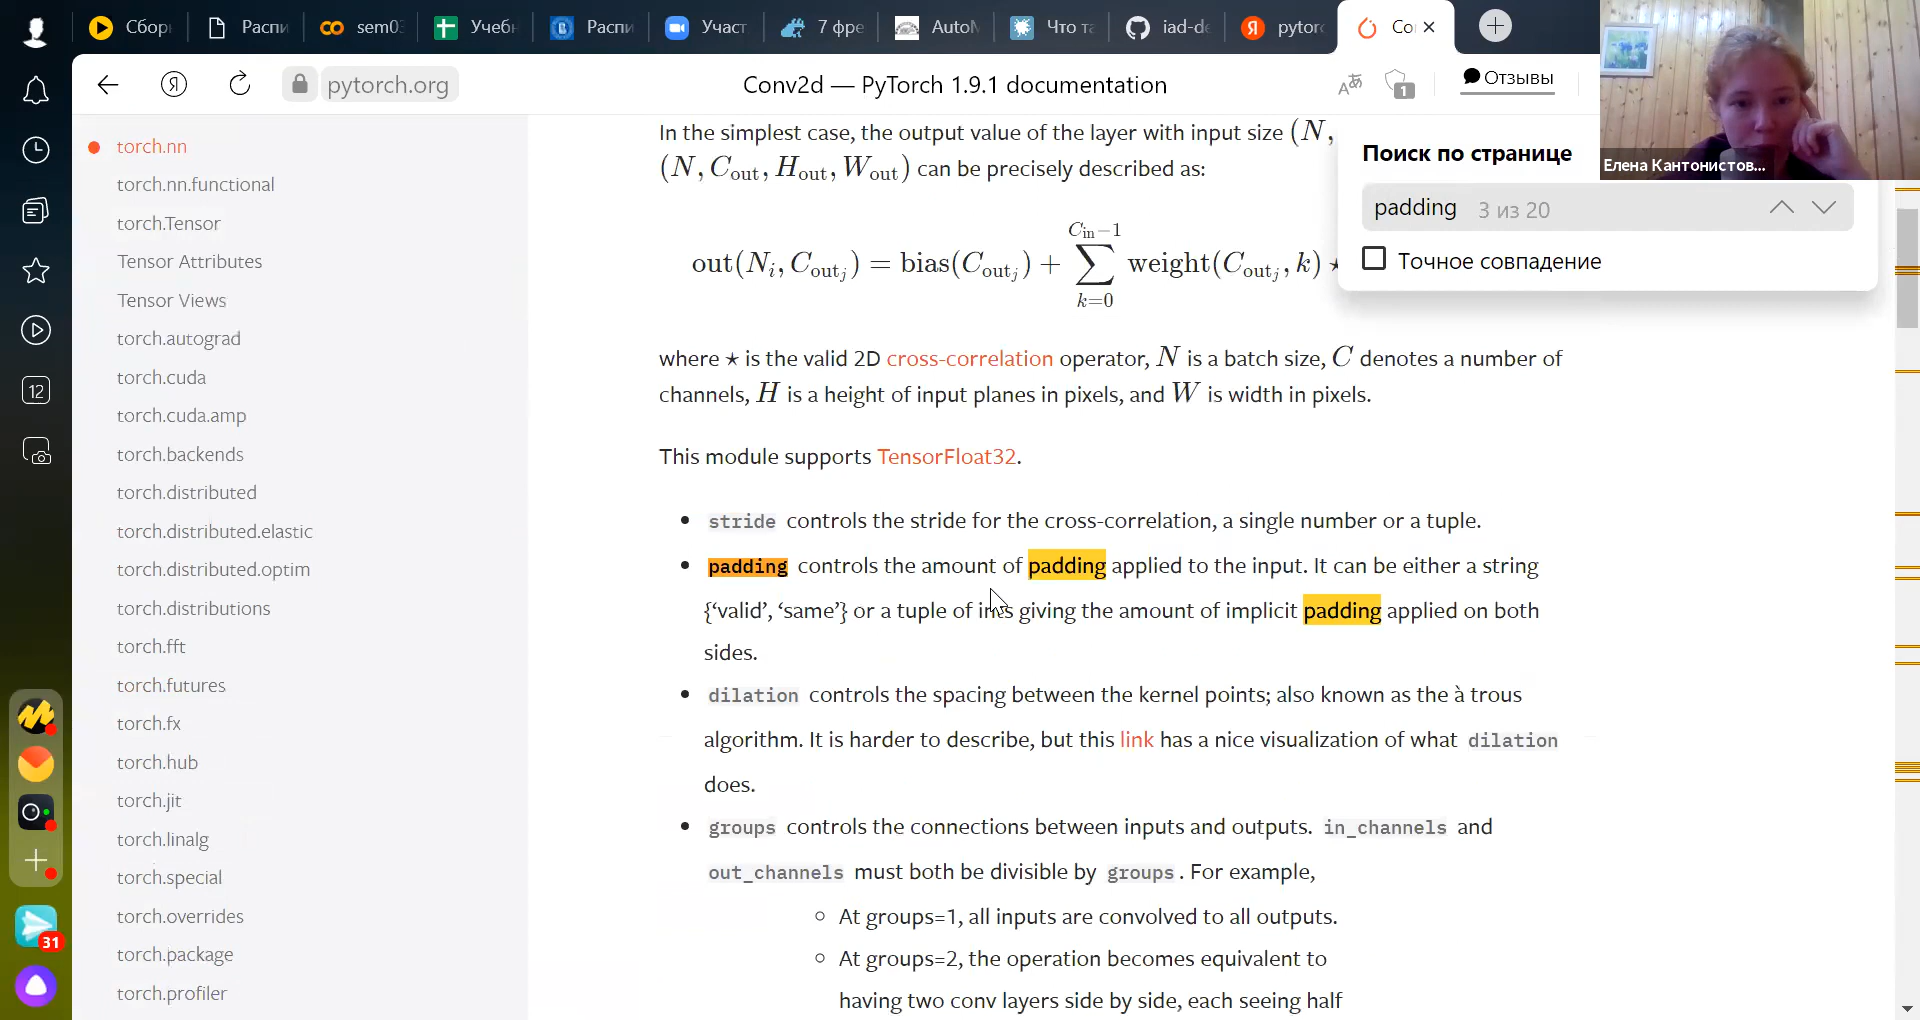 Сбор
Распи
sem03
Учеб
Распи
Участ
7 фре
AutoM
Что та
iad-de
Я
pytorc
Co
Я
pytorch.org
Conv2d — PyTorch 1.9.1 documentation
1
Отзывы
12
31
torch.nn
torch.nn.functional
torch.Tensor
Tensor Attributes
Tensor Views
torch.autograd
torch.cuda
torch.cuda.amp
torch.backends
torch.distributed
torch.distributed.elastic
torch.distributed.optim
torch.distributions
torch.fft
torch.futures
torch.fx
torch.hub
torch.jit
torch.linalg
torch.special
torch.overrides
torch.package
torch.profiler
In the simplest case, the output value of the layer with input size (N,
(N, C_out, H_out, W_out) can be precisely described as:
out(N_i, C_out_j) = bias(C_out_j) + ∑_{k=0}^{C_in−1} weight(C_out_j, k) ⋆
where ⋆ is the valid 2D cross-correlation operator, N is a batch size, C denotes a number of
channels, H is a height of input planes in pixels, and W is width in pixels.
This module supports TensorFloat32.
• stride controls the stride for the cross-correlation, a single number or a tuple.
• padding controls the amount of padding applied to the input. It can be either a string
{‘valid’, ‘same’} or a tuple of ints giving the amount of implicit padding applied on both
sides.
• dilation controls the spacing between the kernel points; also known as the à trous
algorithm. It is harder to describe, but this link has a nice visualization of what dilation
does.
• groups controls the connections between inputs and outputs. in_channels and
out_channels must both be divisible by groups. For example,
◦ At groups=1, all inputs are convolved to all outputs.
◦ At groups=2, the operation becomes equivalent to
having two conv layers side by side, each seeing half
Поиск по странице
padding 3 из 20
Точное совпадение
Елена Кантонистов...